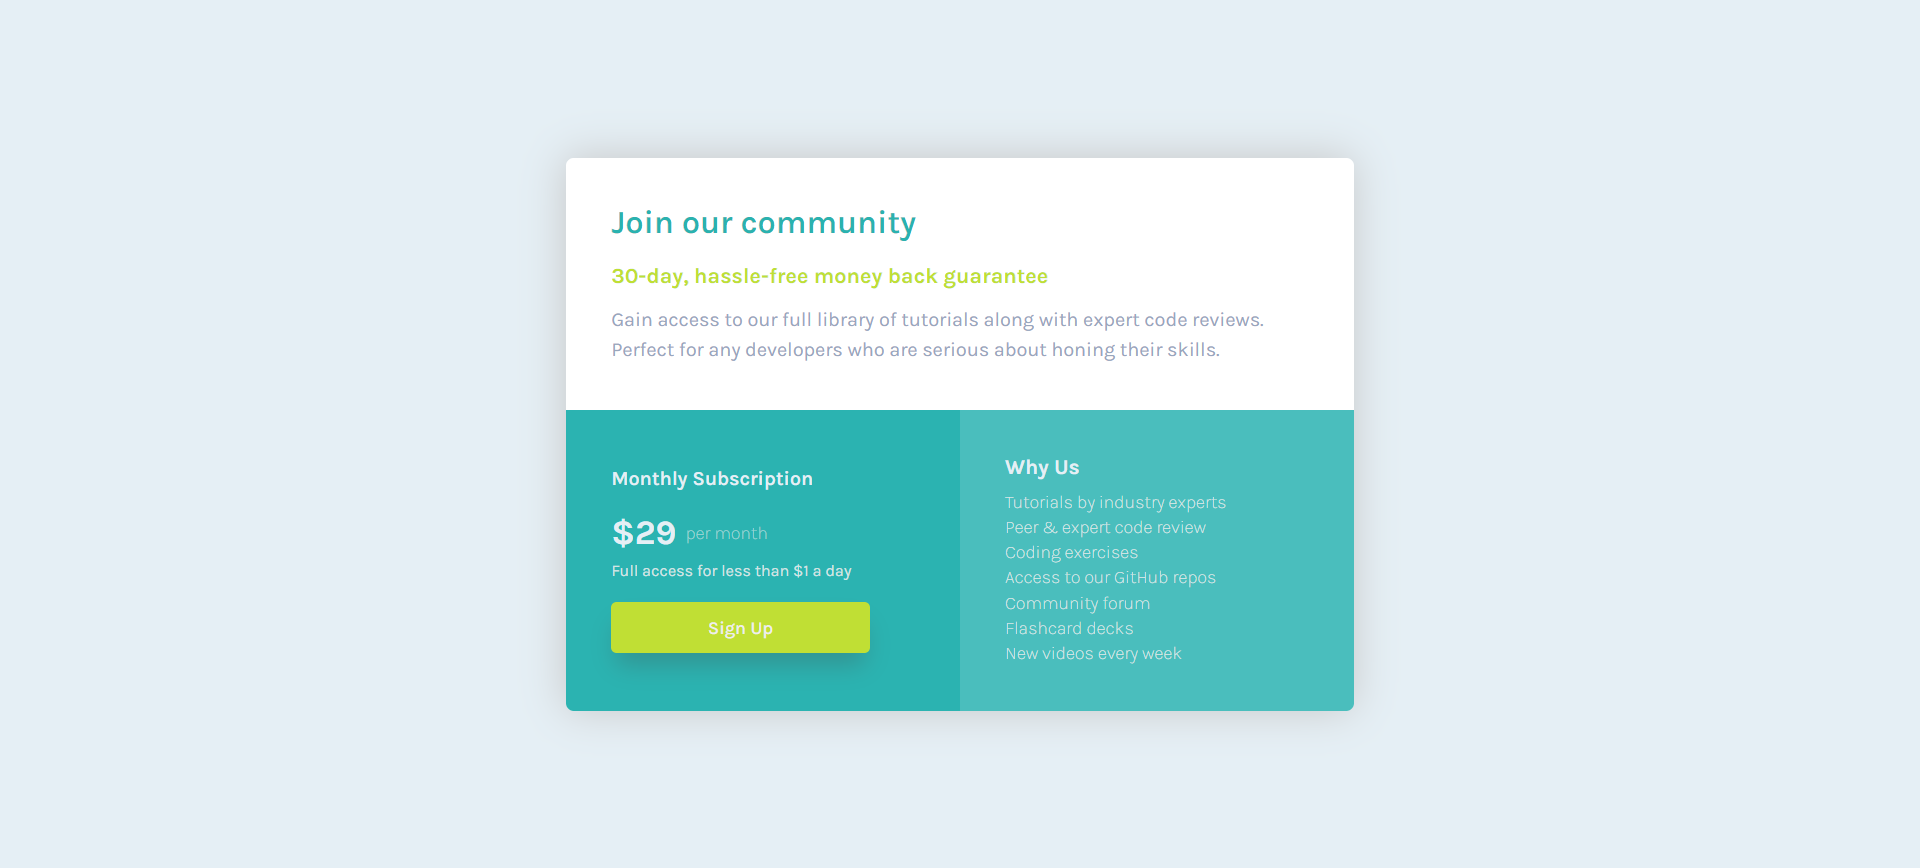 Join our community
30-day, hassle-free money back guarantee
Gain access to our full library of tutorials along with expert code reviews.
Perfect for any developers who are serious about honing their skills.
Monthly Subscription
$29 per month
Full access for less than $1 a day
Sign Up
Why Us
Tutorials by industry experts
Peer & expert code review
Coding exercises
Access to our GitHub repos
Community forum
Flashcard decks
New videos every week